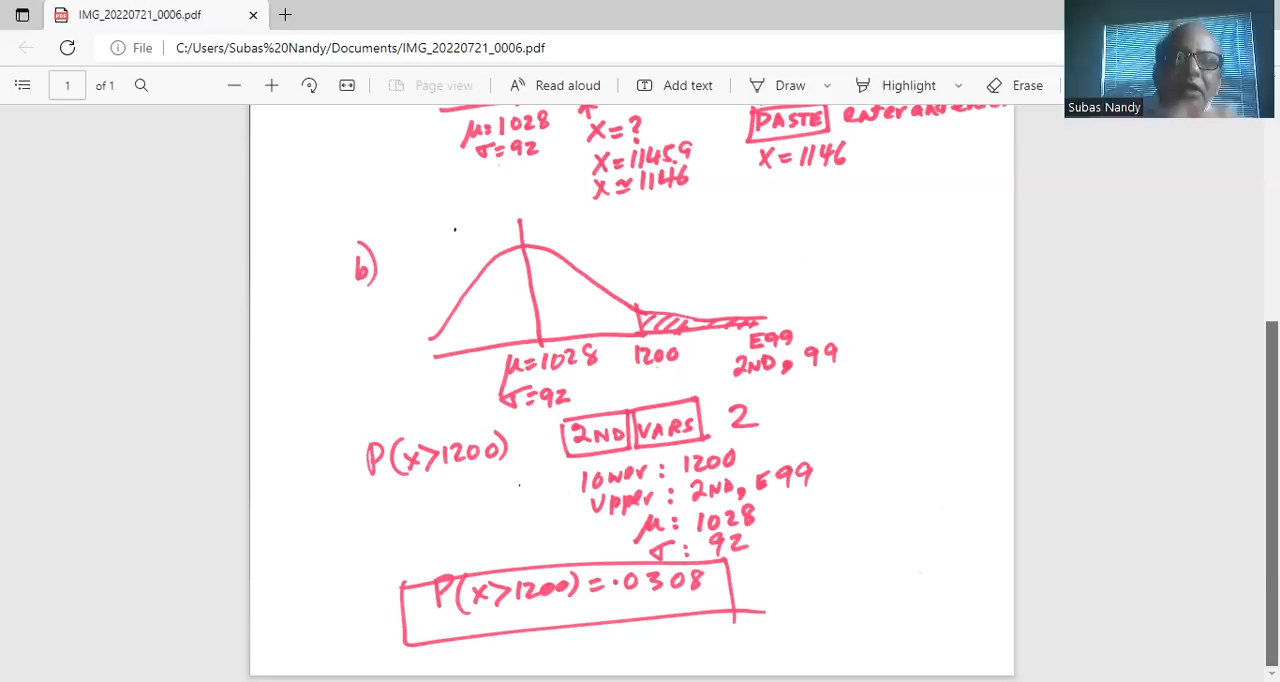 IMG_20220721_0006.pdf
File
C:/Users/Subas%20Nandy/Documents/IMG_20220721_0006.pdf
1 of 1
Page view
Read aloud
Add text
Draw
Highlight
Erase
Subas Nandy
μ=1028
σ=92
X=?
X=1145.9
X≃1146
PASTE enter and
X=1146
b)
μ=1028
σ=92
1200
E99
2ND, 99
P(x>1200)
2ND VARS 2
lower: 1200
upper: 2ND, E99
μ: 1028
σ: 92
P(x>1200)=.0308